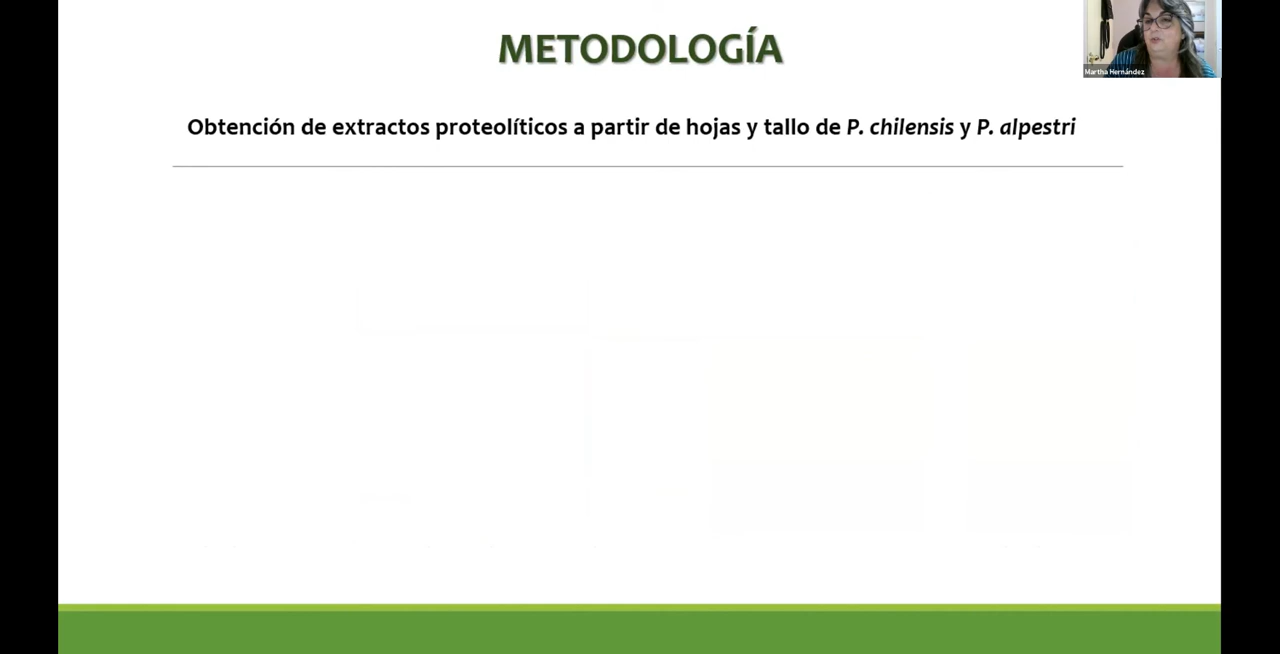 METODOLOGÍA
Martha Hernández
Obtención de extractos proteolíticos a partir de hojas y tallo de P. chilensis y P. alpestri